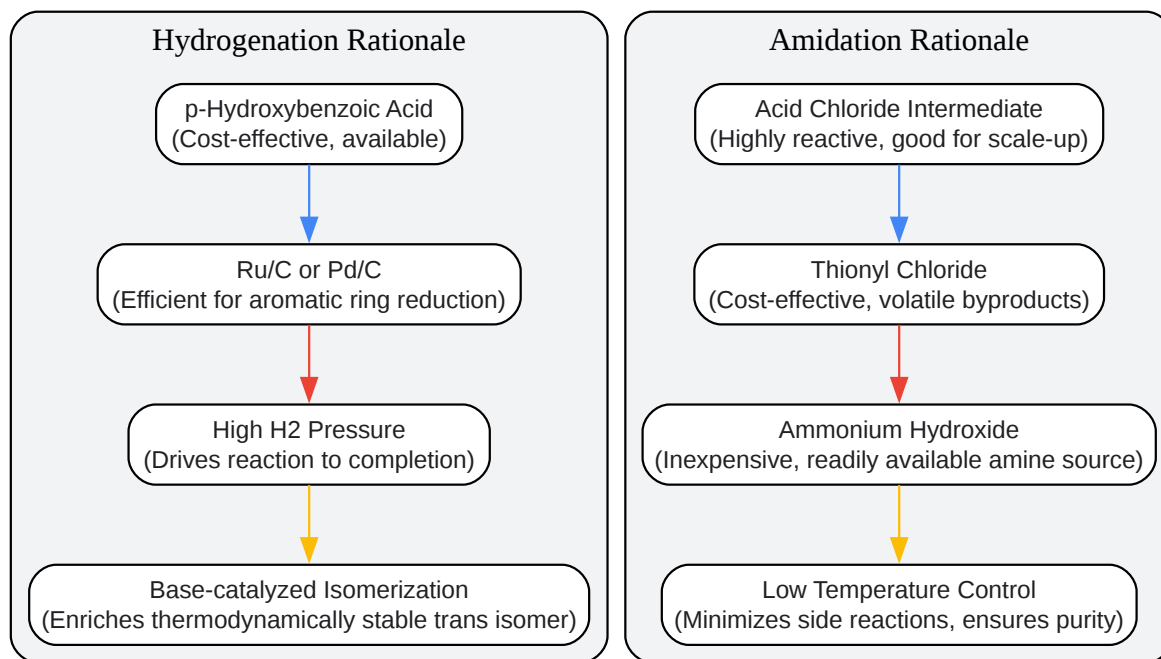 Hydrogenation Rationale
p-Hydroxybenzoic Acid
(Cost-effective, available)
Ru/C or Pd/C
(Efficient for aromatic ring reduction)
High H2 Pressure
(Drives reaction to completion)
Base-catalyzed Isomerization
(Enriches thermodynamically stable trans isomer)
Amidation Rationale
Acid Chloride Intermediate
(Highly reactive, good for scale-up)
Thionyl Chloride
(Cost-effective, volatile byproducts)
Ammonium Hydroxide
(Inexpensive, readily available amine source)
Low Temperature Control
(Minimizes side reactions, ensures purity)